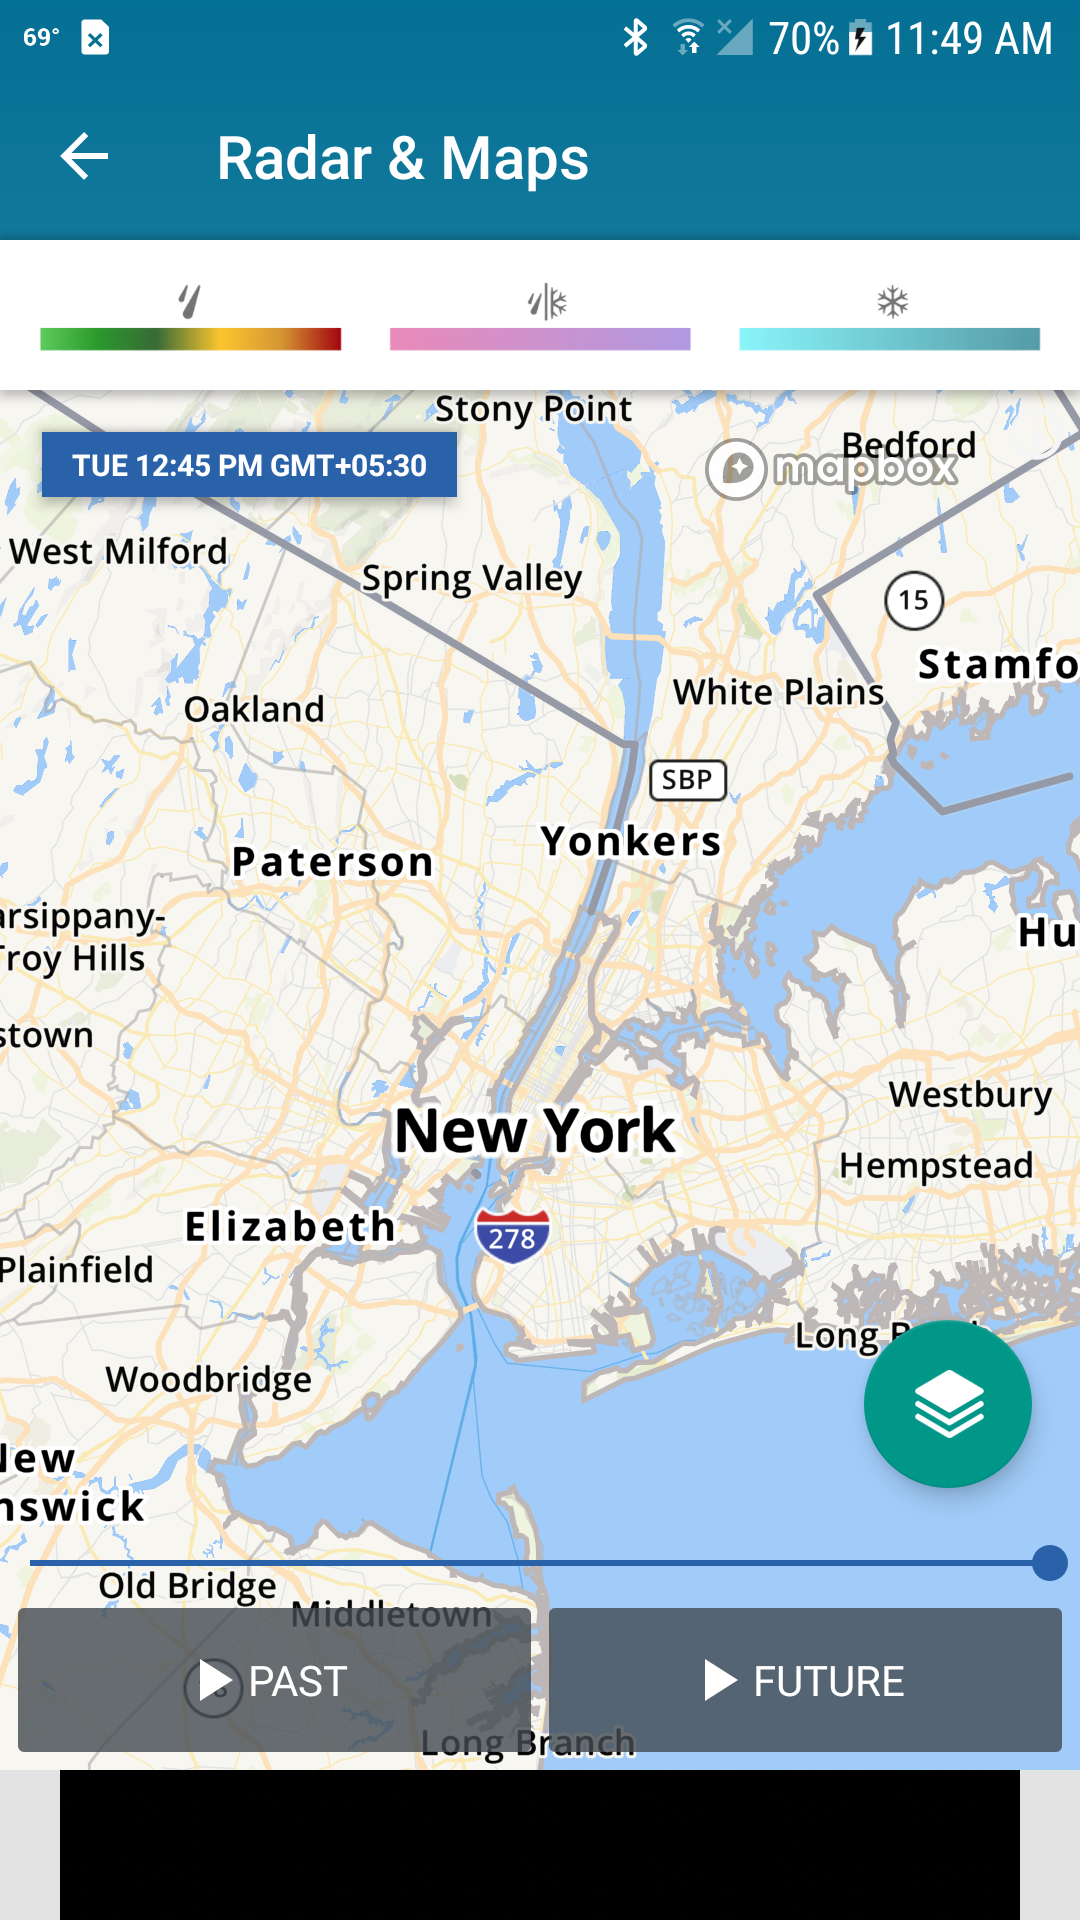 69°
70% 11:49 AM
Radar & Maps
Stony Point
Bedford
TUE 12:45 PM GMT+05:30
mapbox
West Milford
Spring Valley
15
Stamfo
White Plains
Oakland
SBP
Yonkers
Paterson
arsippany-
Troy Hills
Hu
stown
Westbury
New York
Hempstead
Elizabeth
278
Plainfield
Long B
Woodbridge
New
nswick
Old Bridge
Middletown
PAST
FUTURE
Long Branch